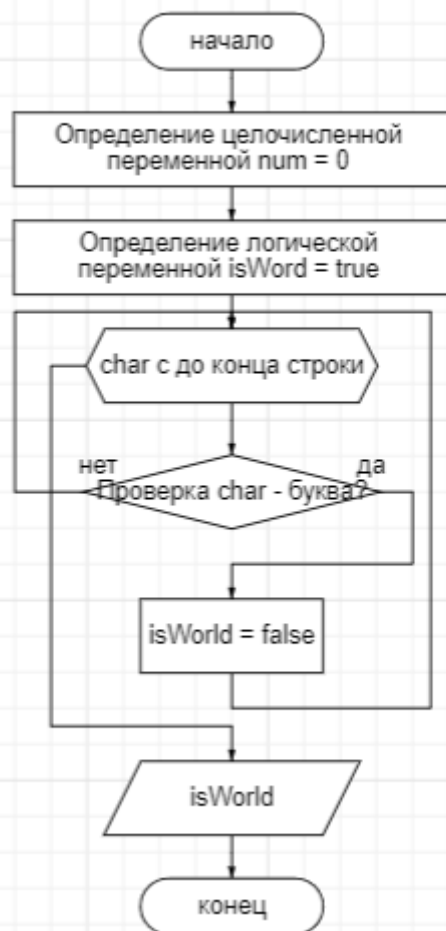 начало
Определение целочисленной
переменной num = 0
Определение логической
переменной isWord = true
char с до конца строки
нет
да
Проверка char - буква?
isWorld = false
isWorld
конец